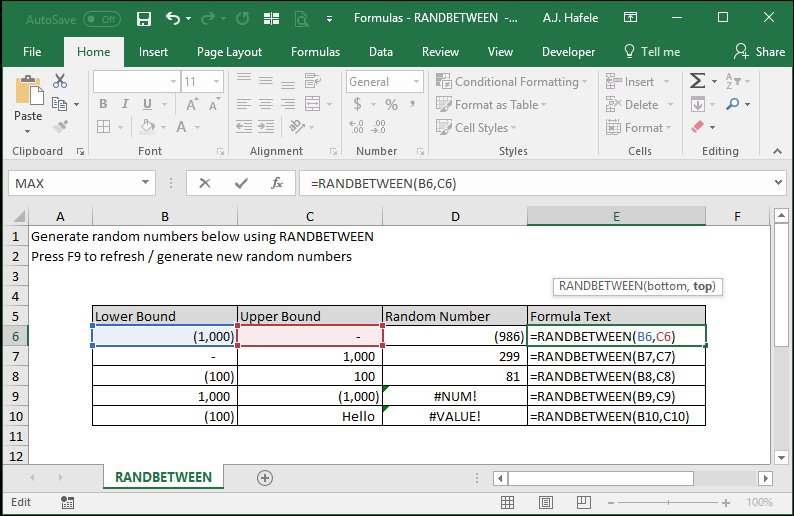 AutoSave Off Formulas - RANDBETWEEN -... A.J. Hafele
File Home Insert Page Layout Formulas Data Review View Developer Tell me Share
Paste
11
B I U
A A
A
General
$ % ,
Conditional Formatting
Format as Table
Cell Styles
Insert
Delete
Format
Clipboard Font Alignment Number Styles Cells Editing
MAX fx =RANDBETWEEN(B6,C6)
A B C D E F
1 Generate random numbers below using RANDBETWEEN
2 Press F9 to refresh / generate new random numbers
3
RANDBETWEEN(bottom, top)
4
5 Lower Bound Upper Bound Random Number Formula Text
6 (1,000) - (986) =RANDBETWEEN(B6,C6)
7 - 1,000 299 =RANDBETWEEN(B7,C7)
8 (100) 100 81 =RANDBETWEEN(B8,C8)
9 1,000 (1,000) #NUM! =RANDBETWEEN(B9,C9)
10 (100) Hello #VALUE! =RANDBETWEEN(B10,C10)
11
12
RANDBETWEEN
Edit 100%